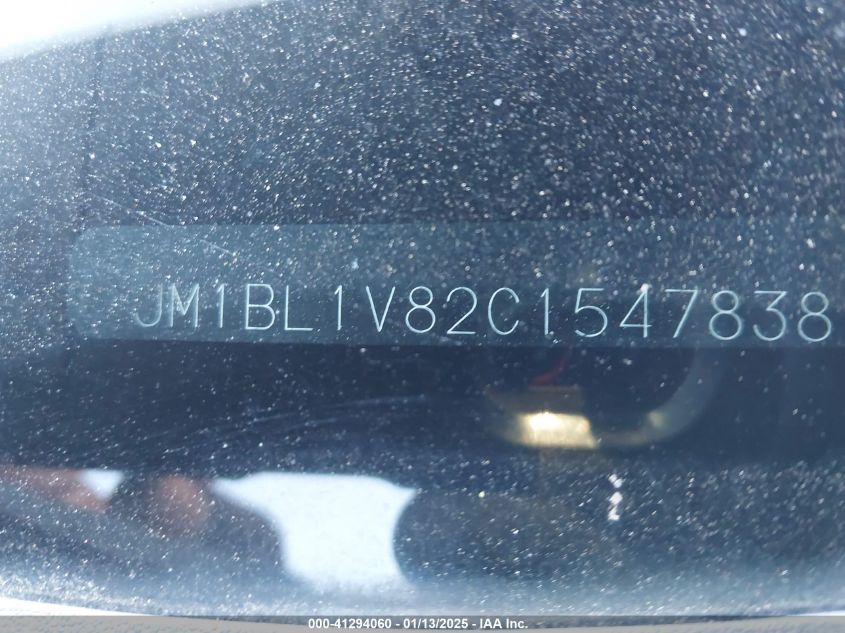 JM1BL1V82C1547838
000-41294060 - 01/13/2025 - IAA Inc.